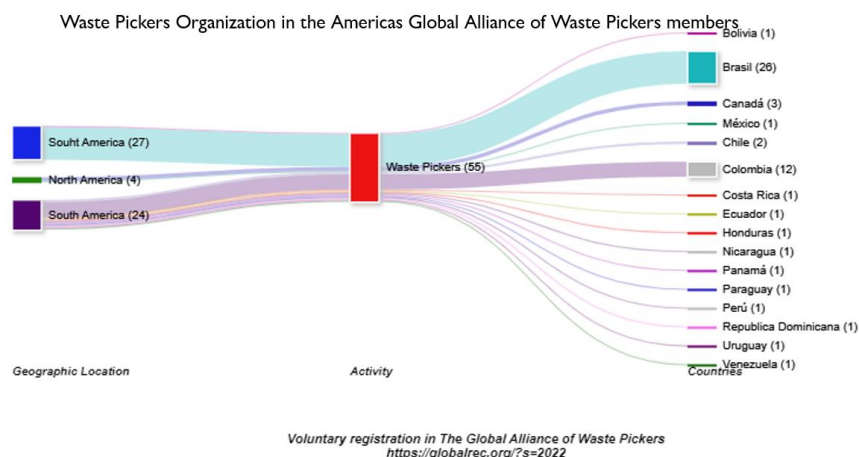 Waste Pickers Organization in the Americas Global Alliance of Waste Pickers members
Bolivia (1)
Brasil (26)
Canadá (3)
México (1)
Chile (2)
Colombia (12)
Costa Rica (1)
Ecuador (1)
Honduras (1)
Nicaragua (1)
Panamá (1)
Paraguay (1)
Perú (1)
Republica Dominicana (1)
Uruguay (1)
Venezuela (1)
Souht America (27)
North America (4)
South America (24)
Waste Pickers (55)
Geographic Location
Activity
Countries
Voluntary registration in The Global Alliance of Waste Pickers
https://globalrec.org/?s=2022